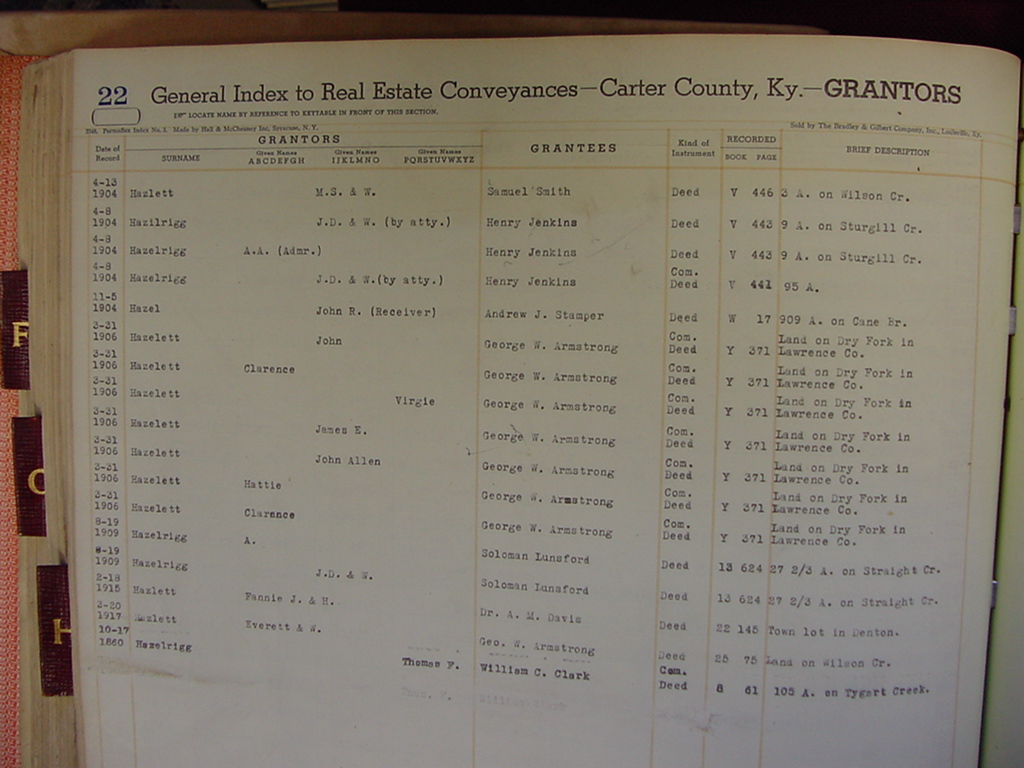 22 General Index to Real Estate Conveyances—Carter County, Ky.—GRANTORS
LOCATE NAME BY REFERENCE TO KEYTABLE IN FRONT OF THIS SECTION.
Permaflex Index No. 1. Made by Hall & McChesney Inc, Syracuse, N. Y. Sold by The Bradley & Gilbert Company, Inc., Louisville, Ky.
Date of Record GRANTORS GRANTEES Kind of Instrument RECORDED BRIEF DESCRIPTION
SURNAME Given Names ABCDEFGH Given Names IJKLMNO Given Names PQRSTUVWXYZ BOOK PAGE
4-13
1904 Hazlett M.S. & W. Samuel Smith Deed V 446 3 A. on Wilson Cr.
4-8
1904 Hazilrigg J.D. & W. (by atty.) Henry Jenkins Deed V 443 9 A. on Sturgill Cr.
4-8
1904 Hazelrigg A.A. (Admr.) Henry Jenkins Deed V 443 9 A. on Sturgill Cr.
4-8 Com.
1904 Hazelrigg J.D. & W.(by atty.) Henry Jenkins Deed V 441 95 A.
11-5
1904 Hazel John R. (Receiver) Andrew J. Stamper Deed W 17 909 A. on Cane Br.
3-31 Com. Land on Dry Fork in
1906 Hazelett John George W. Armstrong Deed Y 371 Lawrence Co.
3-31 Com. Land on Dry Fork in
1906 Hazelett Clarence George W. Armstrong Deed Y 371 Lawrence Co.
3-31 Com. Land on Dry Fork in
1906 Hazelett Virgie George W. Armstrong Deed Y 371 Lawrence Co.
3-31 Com. Land on Dry Fork in
1906 Hazelett James E. George W. Armstrong Deed Y 371 Lawrence Co.
3-31 Com. Land on Dry Fork in
1906 Hazelett John Allen George W. Armstrong Deed Y 371 Lawrence Co.
3-31 Com. Land on Dry Fork in
1906 Hazelett Hattie George W. Armstrong Deed Y 371 Lawrence Co.
3-31 Com. Land on Dry Fork in
1906 Hazelett Clarance George W. Armstrong Deed Y 371 Lawrence Co.
8-19
1909 Hazelrigg A. Soloman Lunsford Deed 13 624 27 2/3 A. on Straight Cr.
8-19
1909 Hazelrigg J.D. & W. Soloman Lunsford Deed 13 624 27 2/3 A. on Straight Cr.
2-18
1915 Hazlett Fannie J. & H. Dr. A. M. Davis Deed 22 145 Town lot in Denton.
3-20
1917 Hazlett Everett & W. Geo. W. Armstrong Deed 25 75 Land on Wilson Cr.
10-17 Com.
1860 Hazelrigg Thomas F. William C. Clark Deed 8 61 105 A. on Tygart Creek.